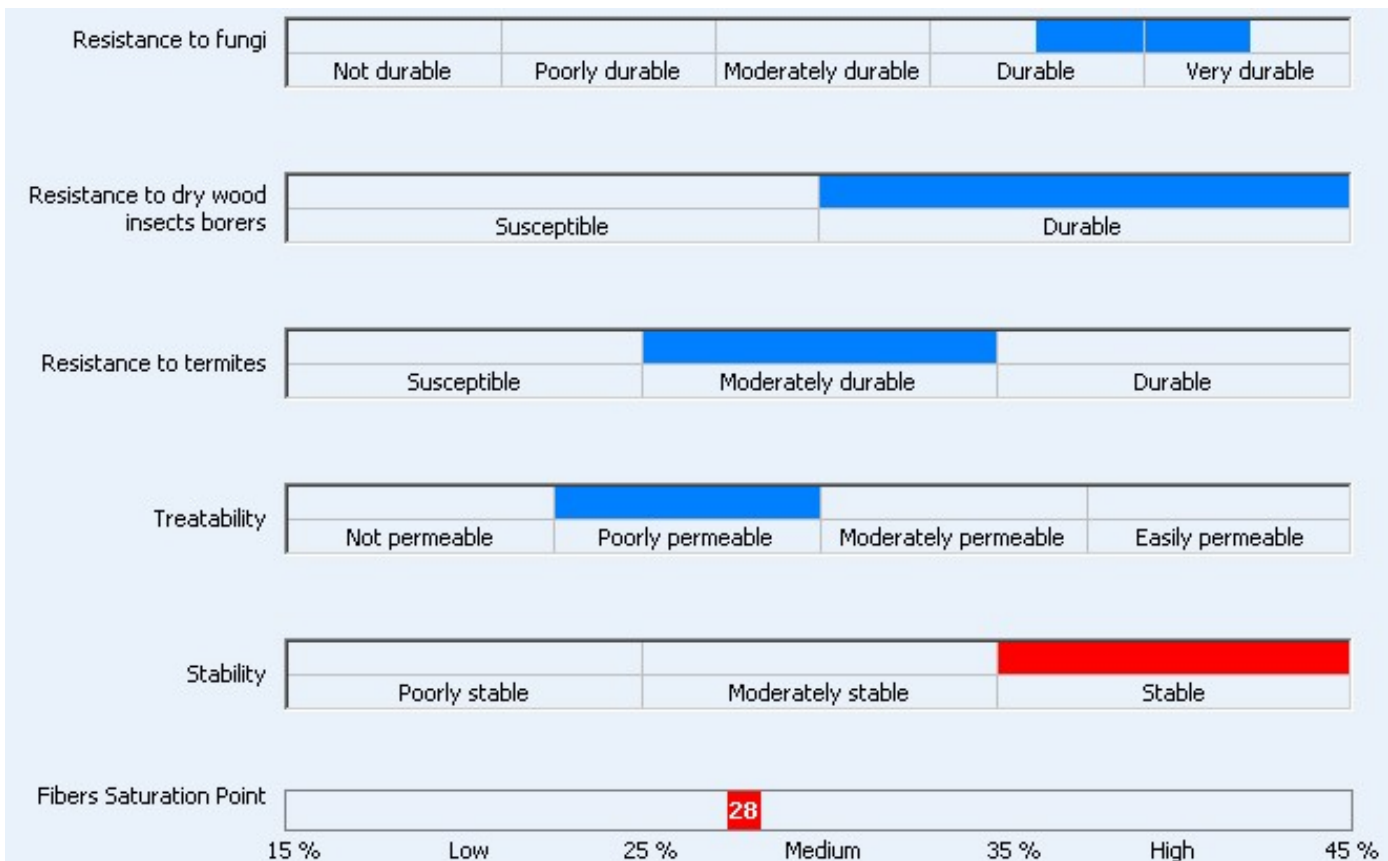 Resistance to fungi
Not durable Poorly durable Moderately durable Durable Very durable
Resistance to dry wood
insects borers
Susceptible Durable
Resistance to termites
Susceptible Moderately durable Durable
Treatability
Not permeable Poorly permeable Moderately permeable Easily permeable
Stability
Poorly stable Moderately stable Stable
Fibers Saturation Point
28
15 % Low 25 % Medium 35 % High 45 %